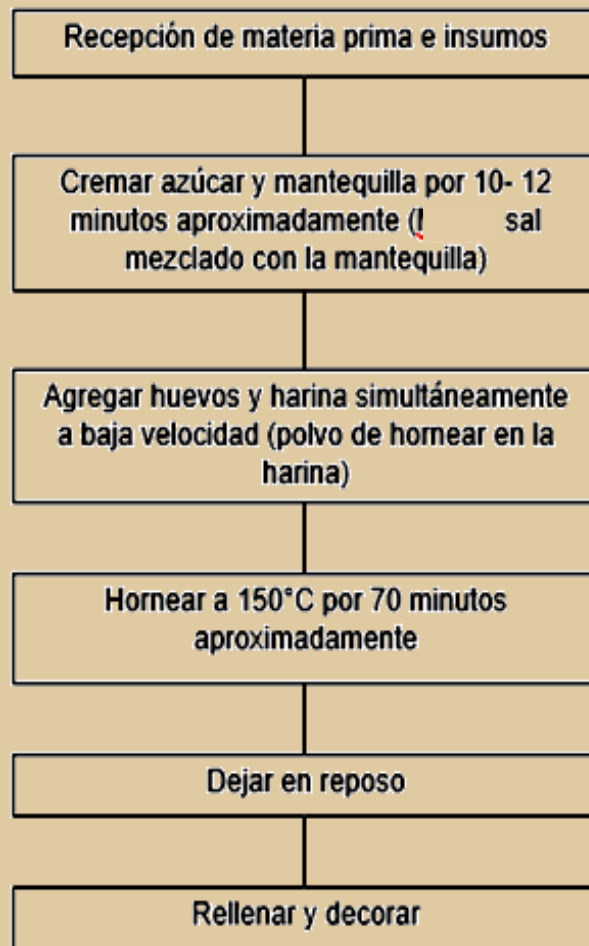 Recepción de materia prima e insumos
Cremar azúcar y mantequilla por 10- 12
minutos aproximadamente ( sal
mezclado con la mantequilla)
Agregar huevos y harina simultáneamente
a baja velocidad (polvo de hornear en la
harina)
Hornear a 150°C por 70 minutos
aproximadamente
Dejar en reposo
Rellenar y decorar